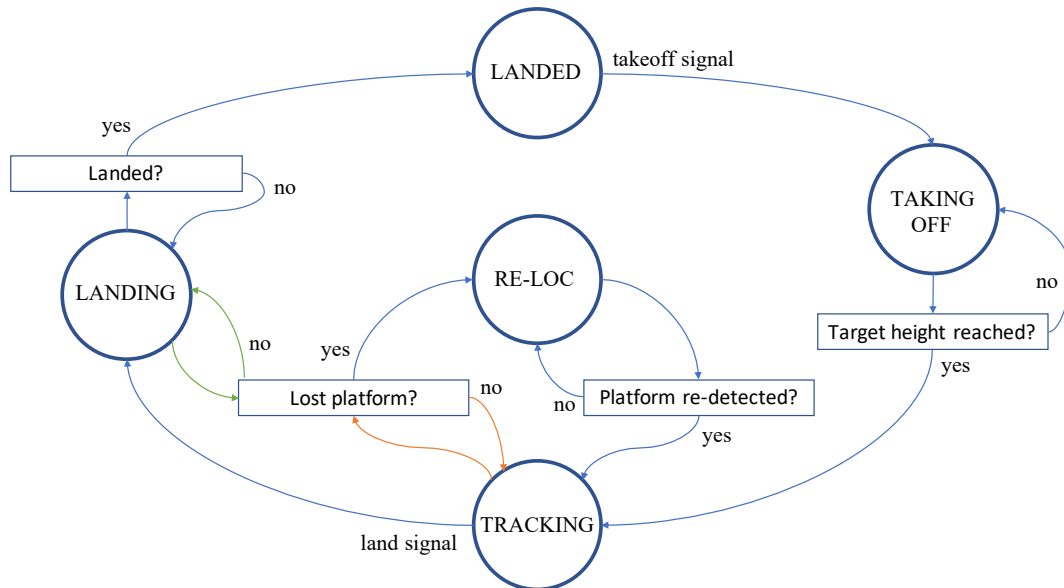 LANDED
takeoff signal
yes
Landed?
no
TAKING
OFF
RE-LOC
LANDING
no
no
yes
Target height reached?
yes
Lost platform?
no
no
Platform re-detected?
yes
TRACKING
land signal